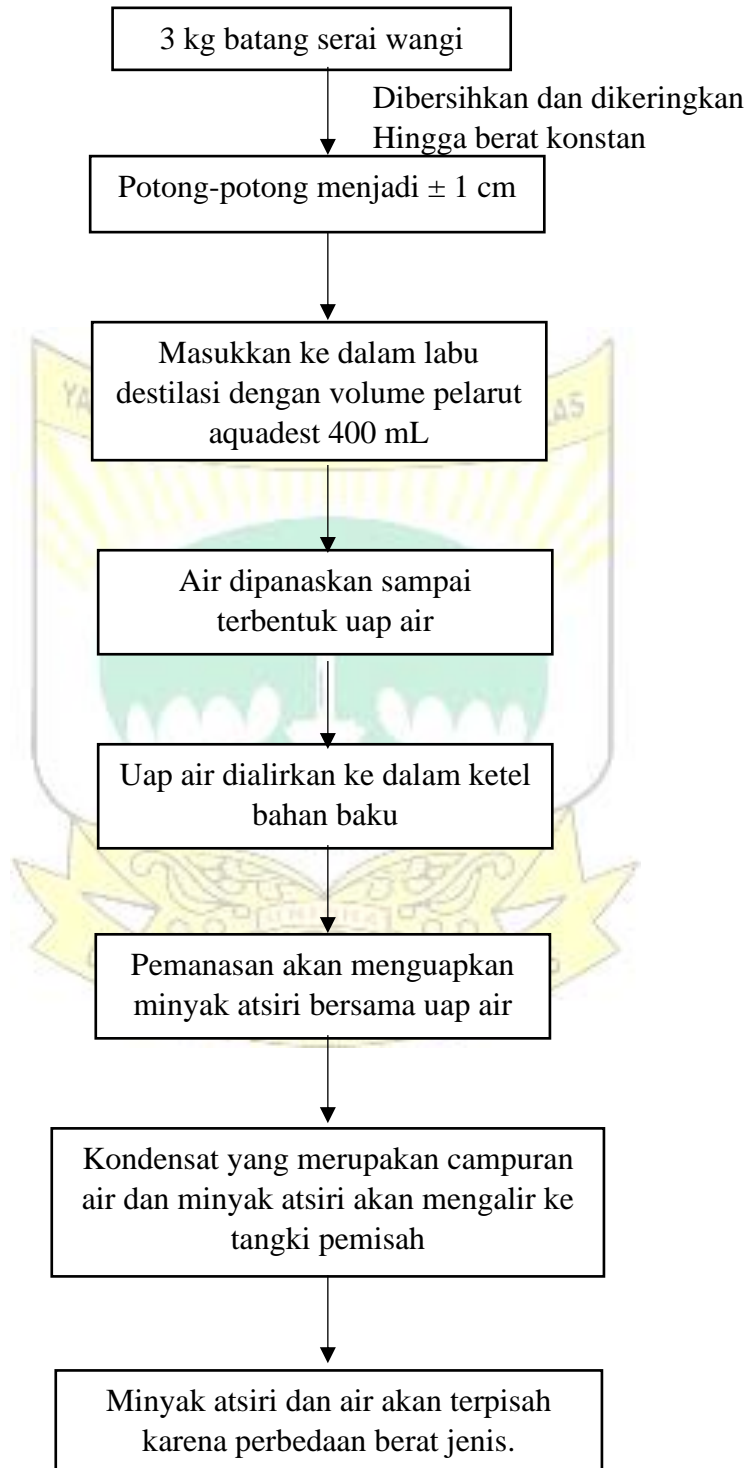 3 kg batang serai wangi
Dibersihkan dan dikeringkan
Hingga berat konstan
Potong-potong menjadi ± 1 cm
Masukkan ke dalam labu
destilasi dengan volume pelarut
aquadest 400 mL
Air dipanaskan sampai
terbentuk uap air
Uap air dialirkan ke dalam ketel
bahan baku
Pemanasan akan menguapkan
minyak atsiri bersama uap air
Kondensat yang merupakan campuran
air dan minyak atsiri akan mengalir ke
tangki pemisah
Minyak atsiri dan air akan terpisah
karena perbedaan berat jenis.